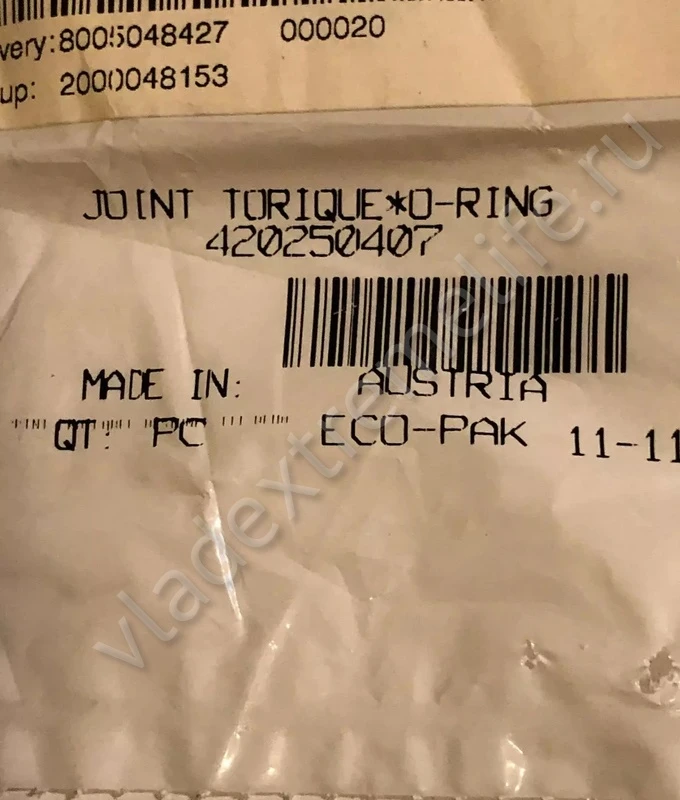 very:8005048427 000020
up: 2000048153
JOINT TORIQUE*O-RING
420250407
MADE IN: AUSTRIA
QT: PC ECO-PAK 11-11
vladextremelife.ru